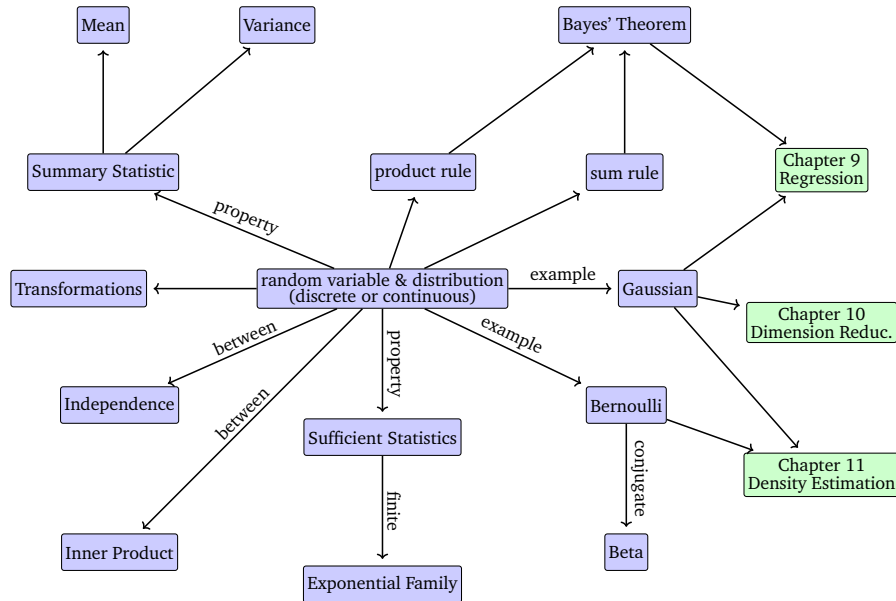 Mean
Variance
Bayes' Theorem
Summary Statistic
product rule
sum rule
Chapter 9
Regression
property
Transformations
random variable & distribution
(discrete or continuous)
example
Gaussian
Chapter 10
Dimension Reduc.
between
property
example
between
Independence
Bernoulli
Sufficient Statistics
conjugate
Chapter 11
Density Estimation
finite
Inner Product
Beta
Exponential Family